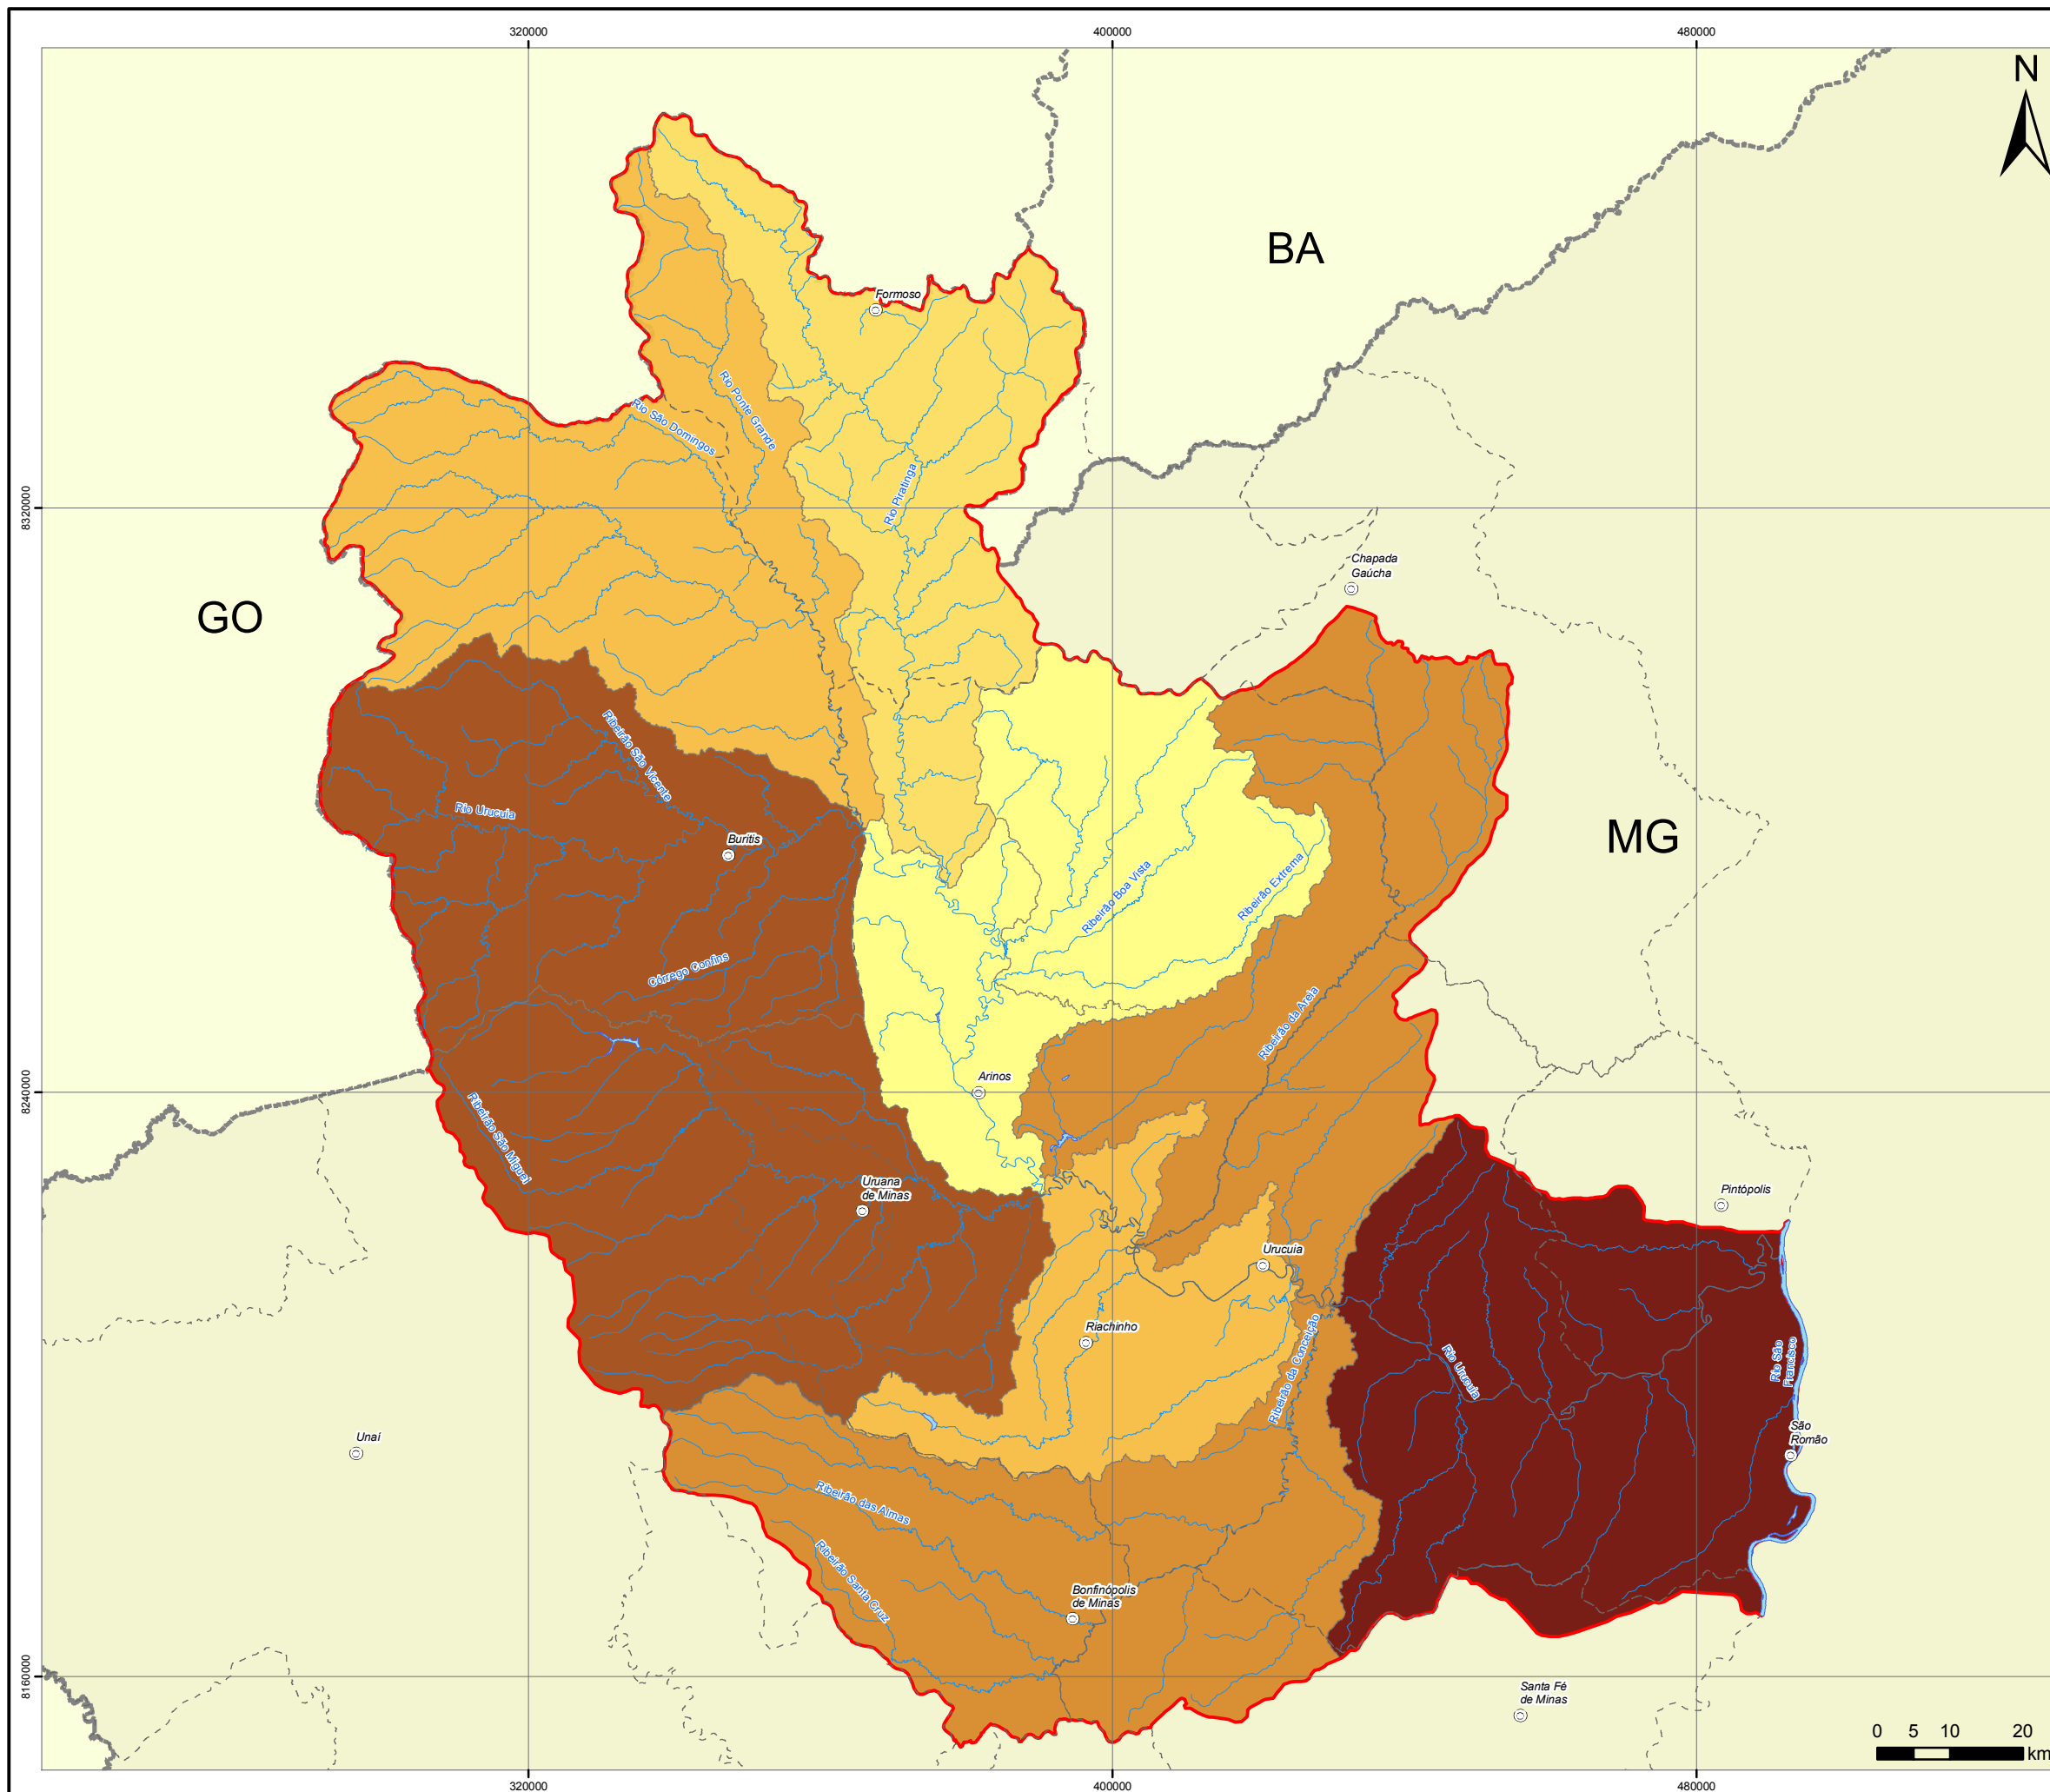 320000
400000
480000
N
BA
Formoso
Rio Ponte Grande
Rio São Domingos
Rio Piratinga
8320000
Chapada
Gaúcha
GO
Ribeirão São Vicente
Rio Urucuia
Buritis
MG
Ribeirão Boa Vista
Ribeirão Extrema
Córrego Confins
Ribeirão da Areia
Arinos
8240000
Ribeirão São Miguel
Uruana
de Minas
Pintópolis
Urucuia
Riachinho
Ribeirão da Conceição
Rio Urucuia
Rio São
Francisco
São
Romão
Unaí
Ribeirão das Almas
Ribeirão Santa Cruz
Bonfinópolis
de Minas
8160000
Santa Fé
de Minas
0 5 10 20
km
320000
400000
480000